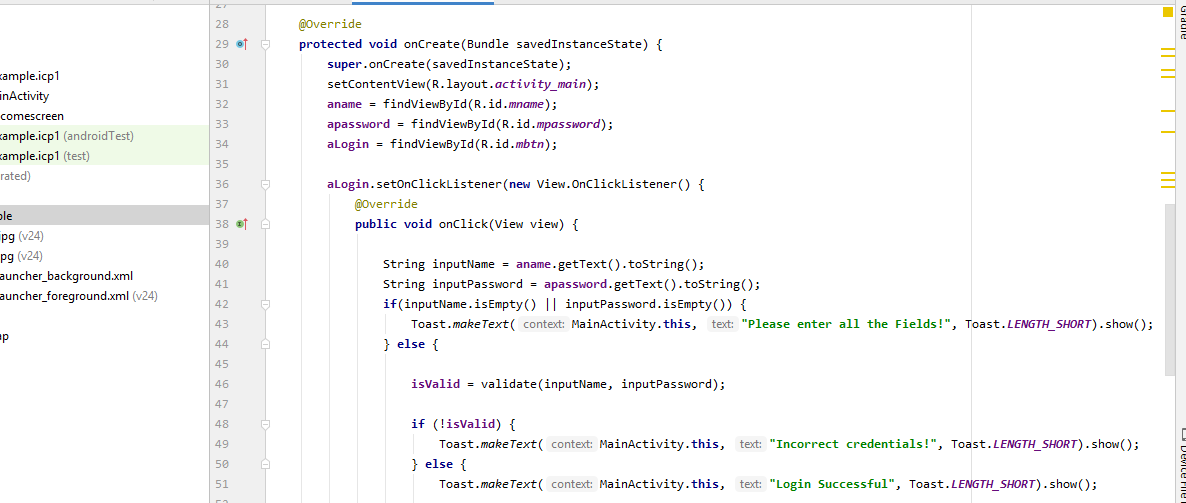 27
28 @Override
29 protected void onCreate(Bundle savedInstanceState) {
30 super.onCreate(savedInstanceState);
31 setContentView(R.layout.activity_main);
32 aname = findViewById(R.id.mname);
33 apassword = findViewById(R.id.mpassword);
34 aLogin = findViewById(R.id.mbtn);
35
36 aLogin.setOnClickListener(new View.OnClickListener() {
37 @Override
38 public void onClick(View view) {
39
40 String inputName = aname.getText().toString();
41 String inputPassword = apassword.getText().toString();
42 if(inputName.isEmpty() || inputPassword.isEmpty()) {
43 Toast.makeText( context: MainActivity.this, text: "Please enter all the Fields!", Toast.LENGTH_SHORT).show();
44 } else {
45
46 isValid = validate(inputName, inputPassword);
47
48 if (!isValid) {
49 Toast.makeText( context: MainActivity.this, text: "Incorrect credentials!", Toast.LENGTH_SHORT).show();
50 } else {
51 Toast.makeText( context: MainActivity.this, text: "Login Successful", Toast.LENGTH_SHORT).show();
xample.icp1
inActivity
comescreen
xample.icp1 (androidTest)
xample.icp1 (test)
rated)
ble
jpg (v24)
pg (v24)
auncher_background.xml
auncher_foreground.xml (v24)
ap
Gradle